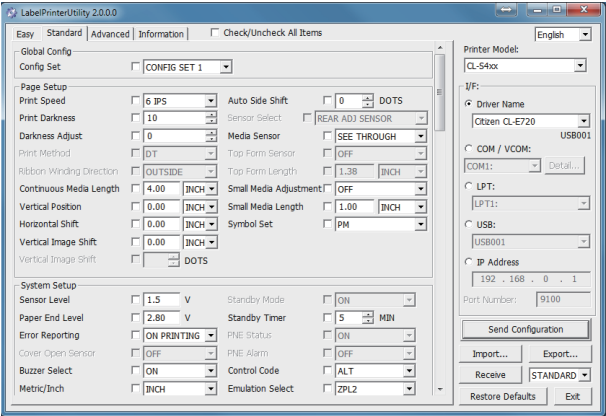 LabelPrinterUtility 2.0.0.0
Easy Standard Advanced Information Check/Uncheck All Items English
Global Config
Config Set CONFIG SET 1
Page Setup
Print Speed 6 IPS Auto Side Shift 0 DOTS
Print Darkness 10 Sensor Select REAR ADJ SENSOR
Darkness Adjust 0 Media Sensor SEE THROUGH
Print Method DT Top Form Sensor OFF
Ribbon Winding Direction OUTSIDE Top Form Length 1.38 INCH
Continuous Media Length 4.00 INCH Small Media Adjustment OFF
Vertical Position 0.00 INCH Small Media Length 1.00 INCH
Horizontal Shift 0.00 INCH Symbol Set PM
Vertical Image Shift 0.00 INCH
Vertical Image Shift DOTS
System Setup
Sensor Level 1.5 V Standby Mode ON
Paper End Level 2.80 V Standby Timer 5 MIN
Error Reporting ON PRINTING PNE Status ON
Cover Open Sensor OFF PNE Alarm OFF
Buzzer Select ON Control Code ALT
Metric/Inch INCH Emulation Select ZPL2
Printer Model:
CL-S4xx
I/F:
Driver Name
Citizen CL-E720
USB001
COM / VCOM:
COM1: Detail...
LPT:
LPT1:
USB:
USB001
IP Address
192 . 168 . 0 . 1
Port Number: 9100
Send Configuration
Import... Export...
Receive STANDARD
Restore Defaults Exit